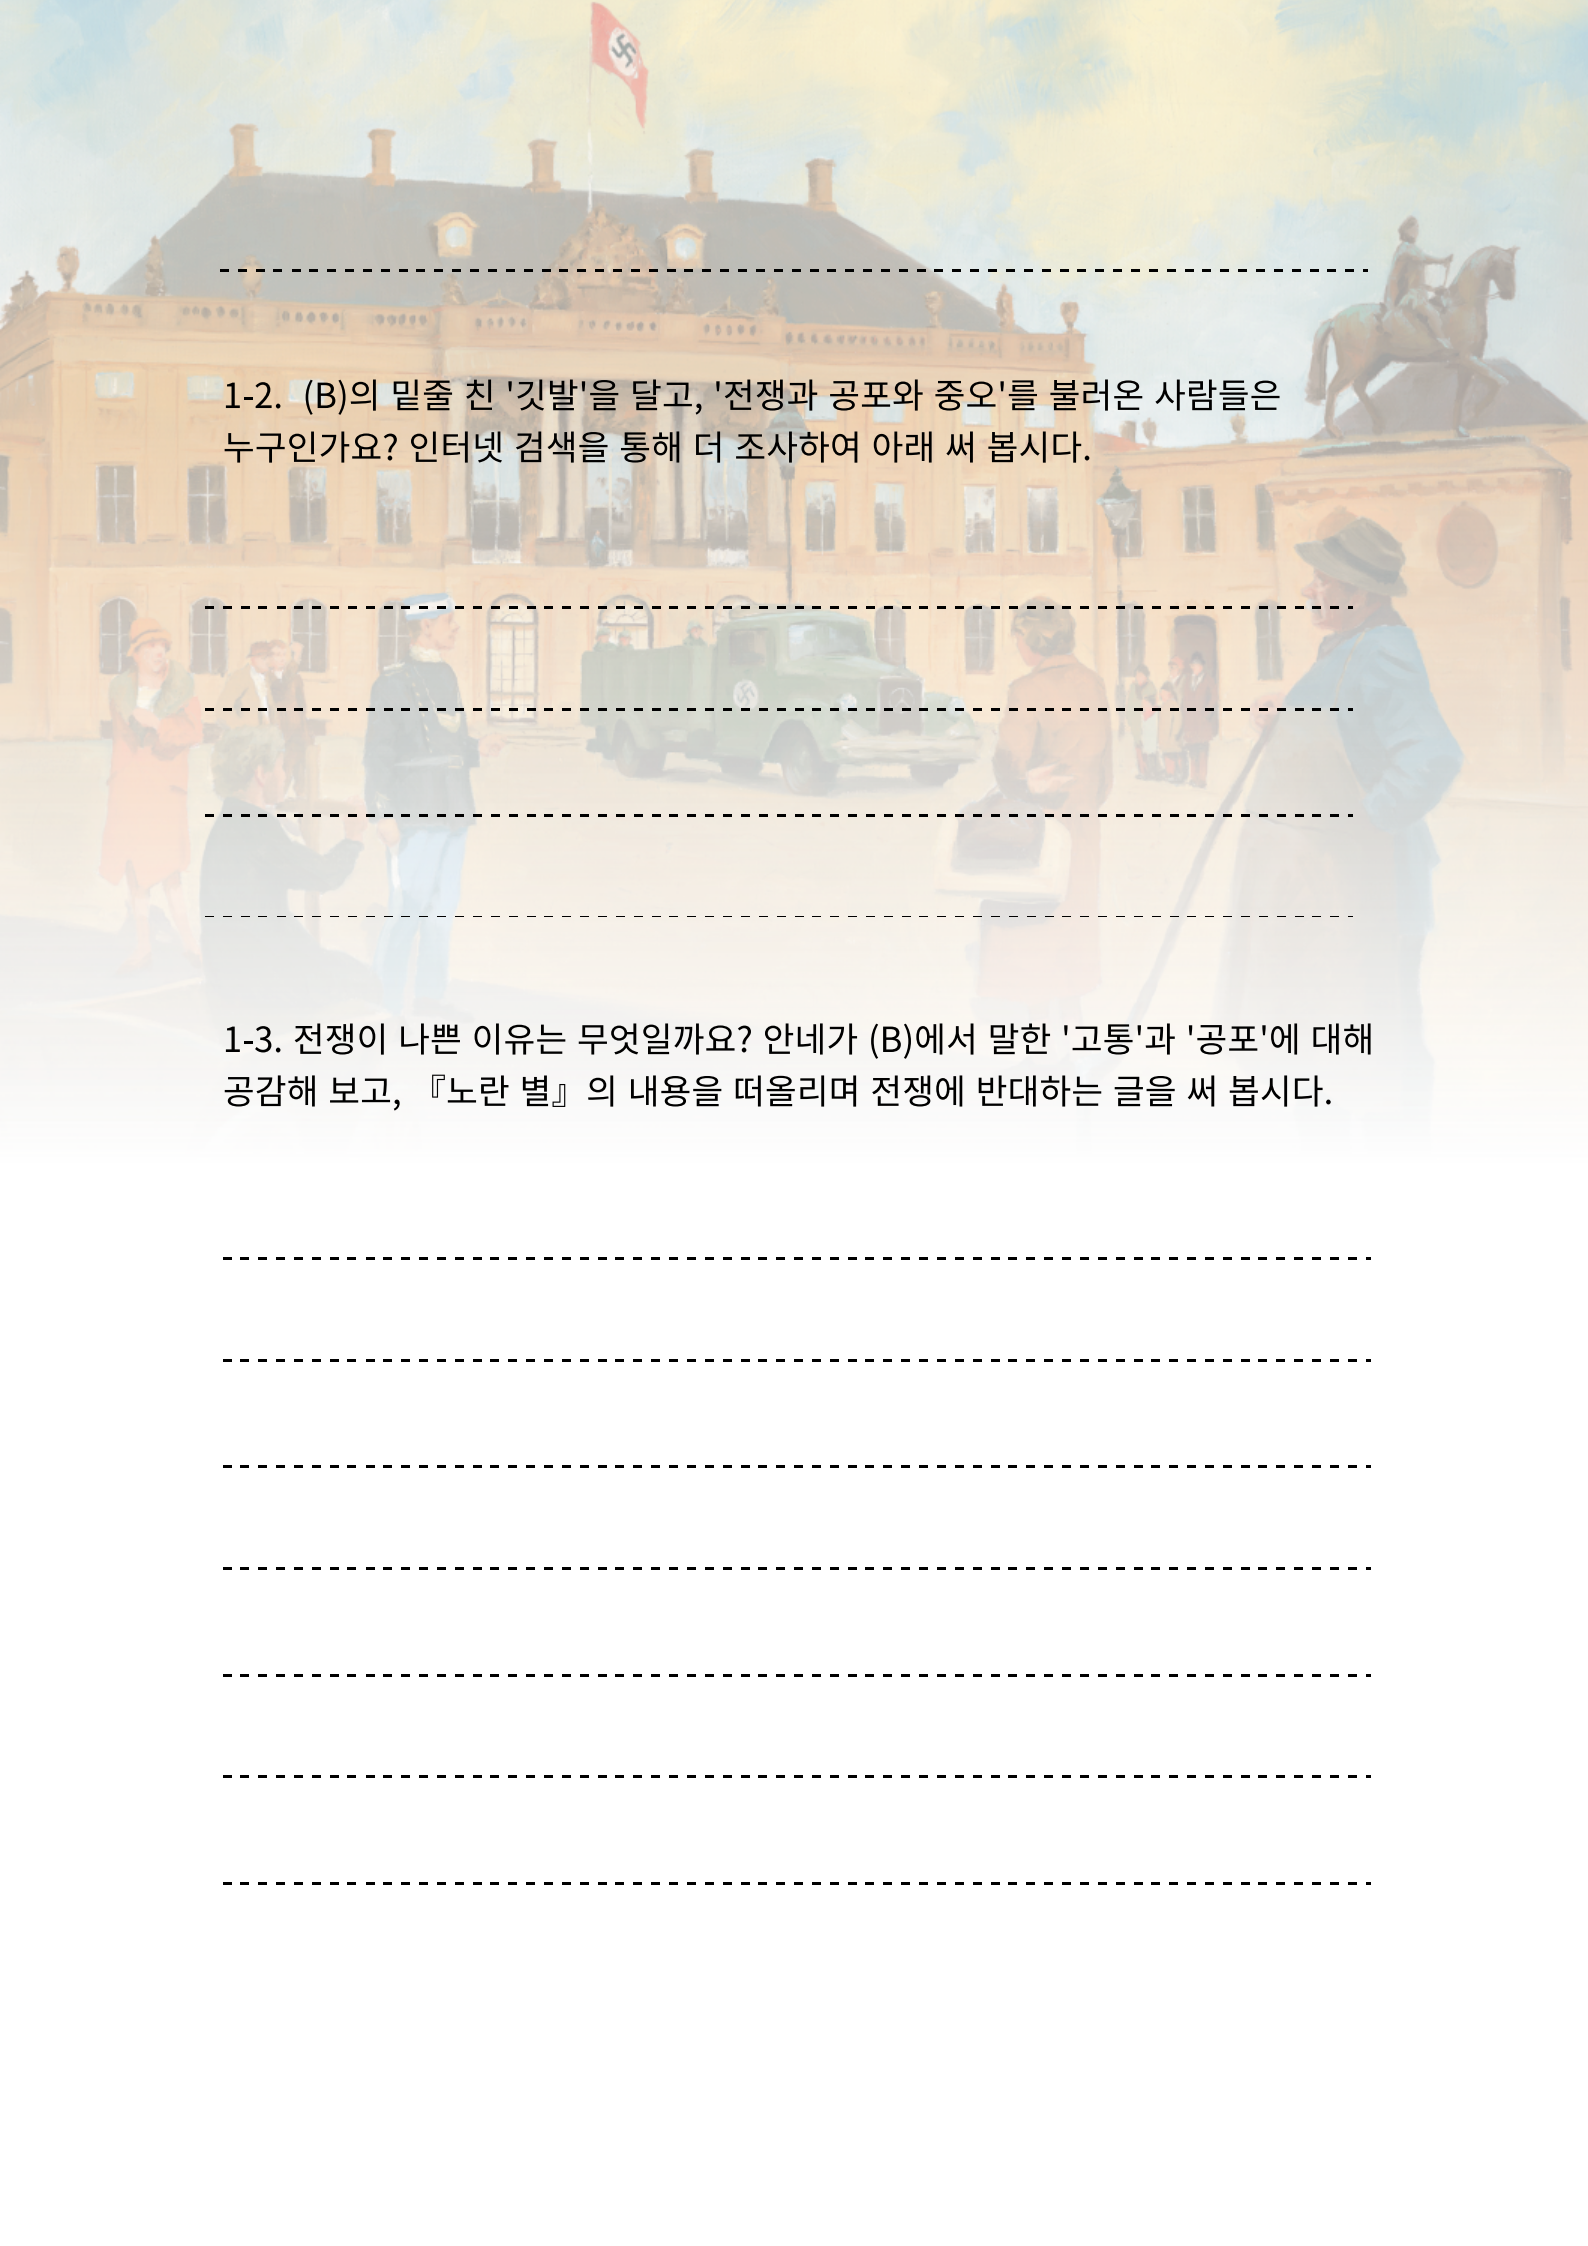 1-2. (B)의 밑줄 친 '깃발'을 달고, '전쟁과 공포와 증오'를 불러온 사람들은
누구인가요? 인터넷 검색을 통해 더 조사하여 아래 써 봅시다.
1-3. 전쟁이 나쁜 이유는 무엇일까요? 안네가 (B)에서 말한 '고통'과 '공포'에 대해
공감해 보고, 『노란 별』의 내용을 떠올리며 전쟁에 반대하는 글을 써 봅시다.